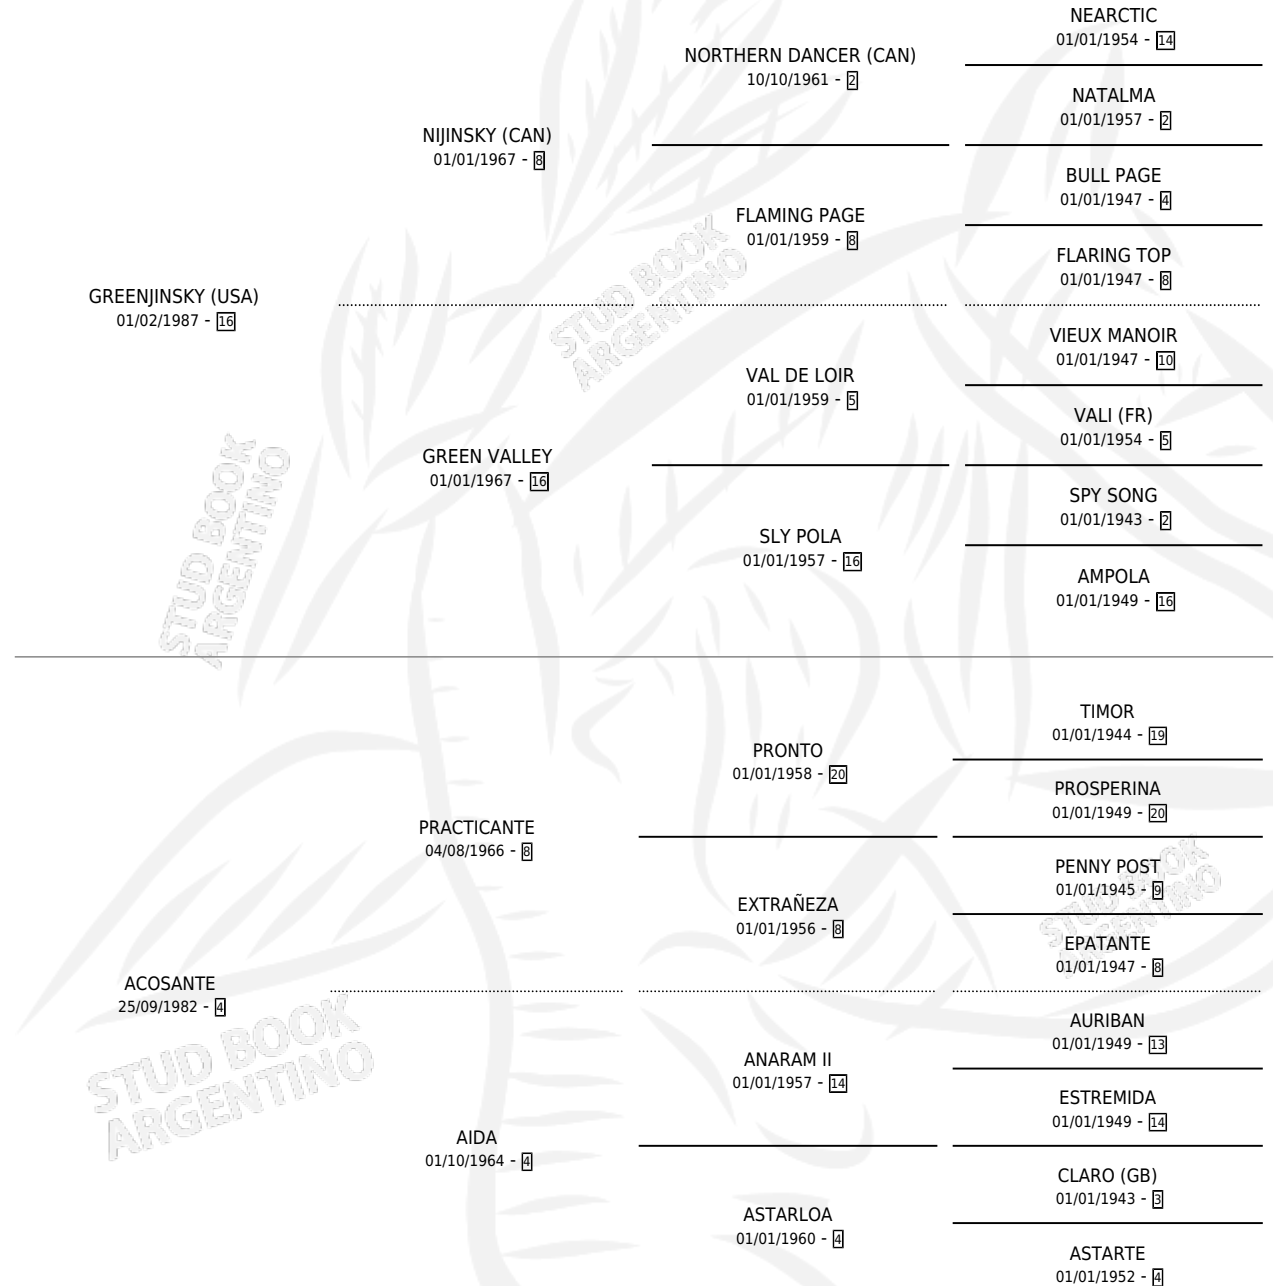 NEARCTIC
01/01/1954 - 14
NORTHERN DANCER (CAN)
10/10/1961 - 2
NATALMA
01/01/1957 - 2
NIJINSKY (CAN)
01/01/1967 - 8
BULL PAGE
01/01/1947 - 4
FLAMING PAGE
01/01/1959 - 8
FLARING TOP
01/01/1947 - 8
GREENJINSKY (USA)
01/02/1987 - 16
VIEUX MANOIR
01/01/1947 - 10
VAL DE LOIR
01/01/1959 - 5
VALI (FR)
01/01/1954 - 5
GREEN VALLEY
01/01/1967 - 16
SPY SONG
01/01/1943 - 2
SLY POLA
01/01/1957 - 16
AMPOLA
01/01/1949 - 16
TIMOR
01/01/1944 - 19
PRONTO
01/01/1958 - 20
PROSPERINA
01/01/1949 - 20
PRACTICANTE
04/08/1966 - 8
PENNY POST
01/01/1945 - 9
EXTRAÑEZA
01/01/1956 - 8
EPATANTE
01/01/1947 - 8
ACOSANTE
25/09/1982 - 4
AURIBAN
01/01/1949 - 13
ANARAM II
01/01/1957 - 14
ESTREMIDA
01/01/1949 - 14
AIDA
01/10/1964 - 4
CLARO (GB)
01/01/1943 - 3
ASTARLOA
01/01/1960 - 4
ASTARTE
01/01/1952 - 4
STUD BOOK
ARGENTINO
STUD BOOK
ARGENTINO
STUD BOOK
ARGENTINO
STUD BOOK
ARGENTINO